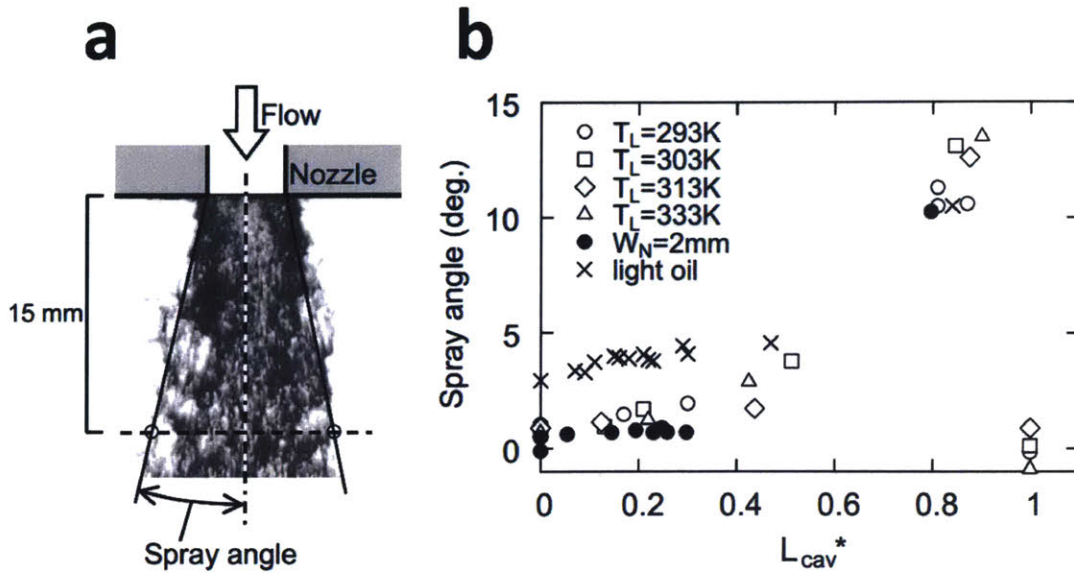 a
Flow
Nozzle
15 mm
Spray angle
b
Spray angle (deg.)
15
10
5
0
T_L=293K
T_L=303K
T_L=313K
T_L=333K
W_N=2mm
light oil
0 0.2 0.4 0.6 0.8 1
L_cav*